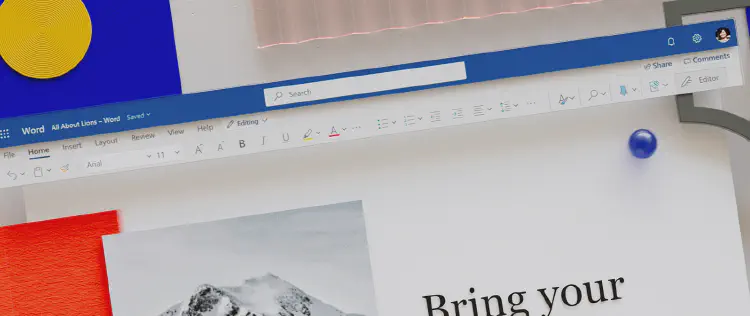 Search
Word All About Lions – Word Saved
Share Comments
File Home Insert Layout Review View Help Editing
Editor
Arial 11 A A B I U A
Bring your